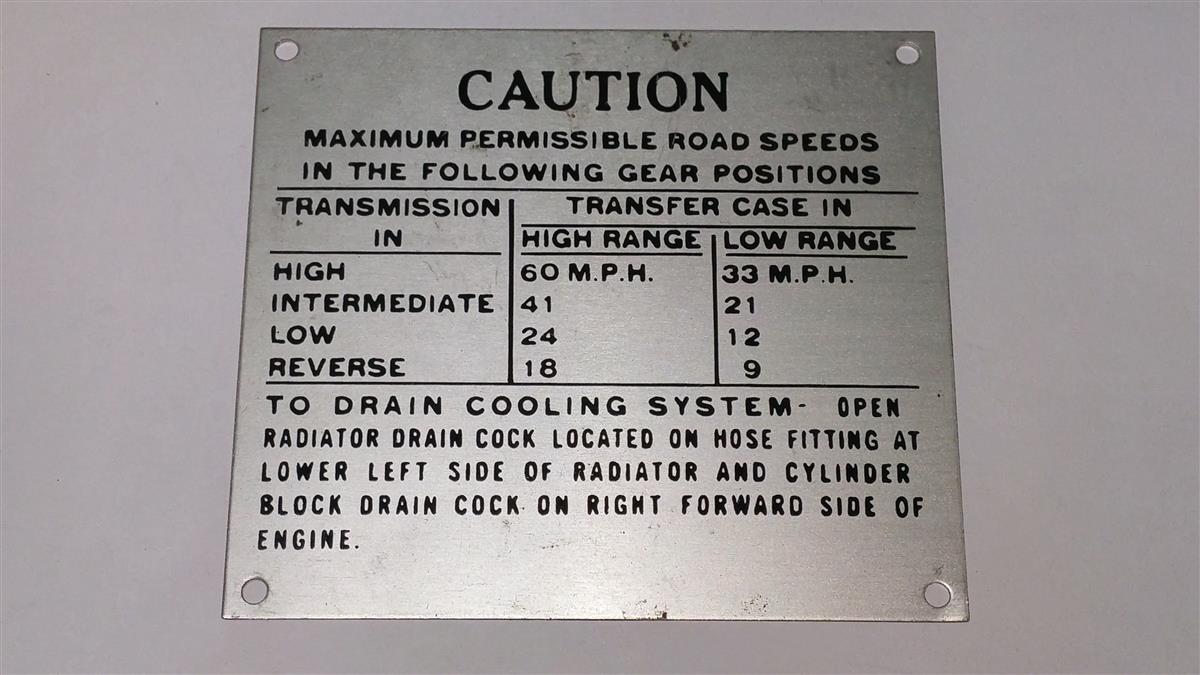 CAUTION
MAXIMUM PERMISSIBLE ROAD SPEEDS
IN THE FOLLOWING GEAR POSITIONS
TRANSMISSION TRANSFER CASE IN
IN HIGH RANGE LOW RANGE
HIGH 60 M.P.H. 33 M.P.H.
INTERMEDIATE 41 21
LOW 24 12
REVERSE 18 9
TO DRAIN COOLING SYSTEM- OPEN
RADIATOR DRAIN COCK LOCATED ON HOSE FITTING AT
LOWER LEFT SIDE OF RADIATOR AND CYLINDER
BLOCK DRAIN COCK ON RIGHT FORWARD SIDE OF
ENGINE.